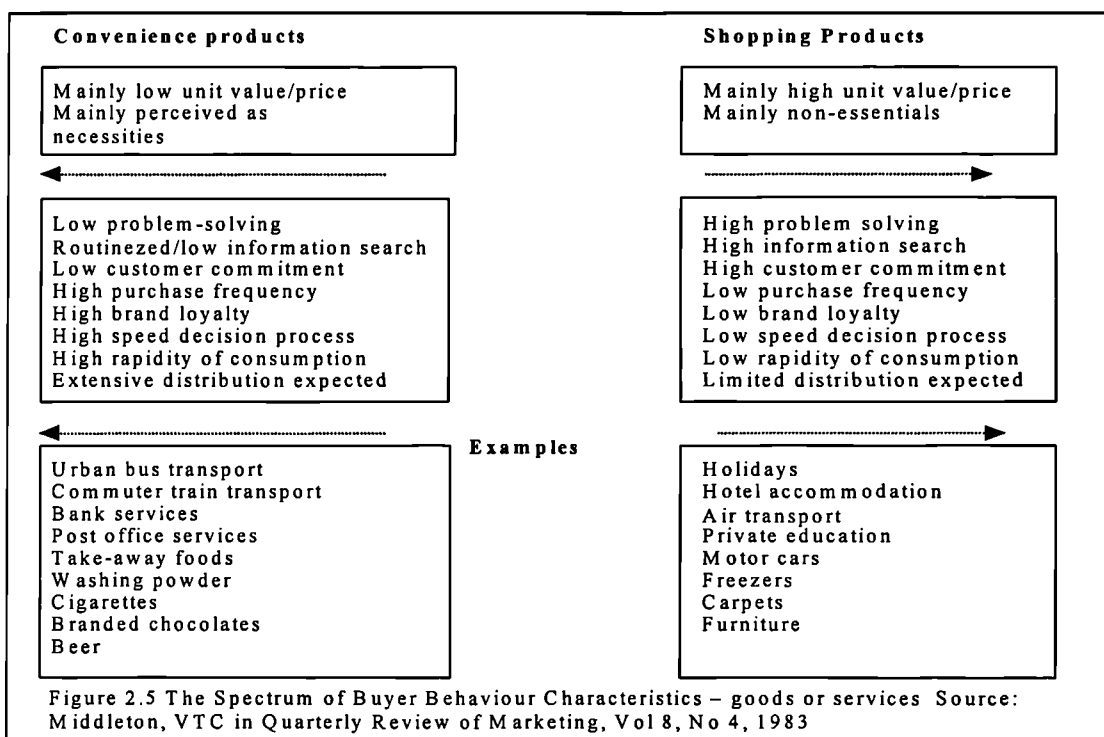 Convenience products
Mainly low unit value/price
Mainly perceived as
necessities
Shopping Products
Mainly high unit value/price
Mainly non-essentials
Low problem-solving
Routinezed/low information search
Low customer commitment
High purchase frequency
High brand loyalty
High speed decision process
High rapidity of consumption
Extensive distribution expected
High problem solving
High information search
High customer commitment
Low purchase frequency
Low brand loyalty
Low speed decision process
Low rapidity of consumption
Limited distribution expected
Examples
Urban bus transport
Commuter train transport
Bank services
Post office services
Take-away foods
Washing powder
Cigarettes
Branded chocolates
Beer
Holidays
Hotel accommodation
Air transport
Private education
Motor cars
Freezers
Carpets
Furniture
Figure 2.5 The Spectrum of Buyer Behaviour Characteristics – goods or services Source:
Middleton, VTC in Quarterly Review of Marketing, Vol 8, No 4, 1983